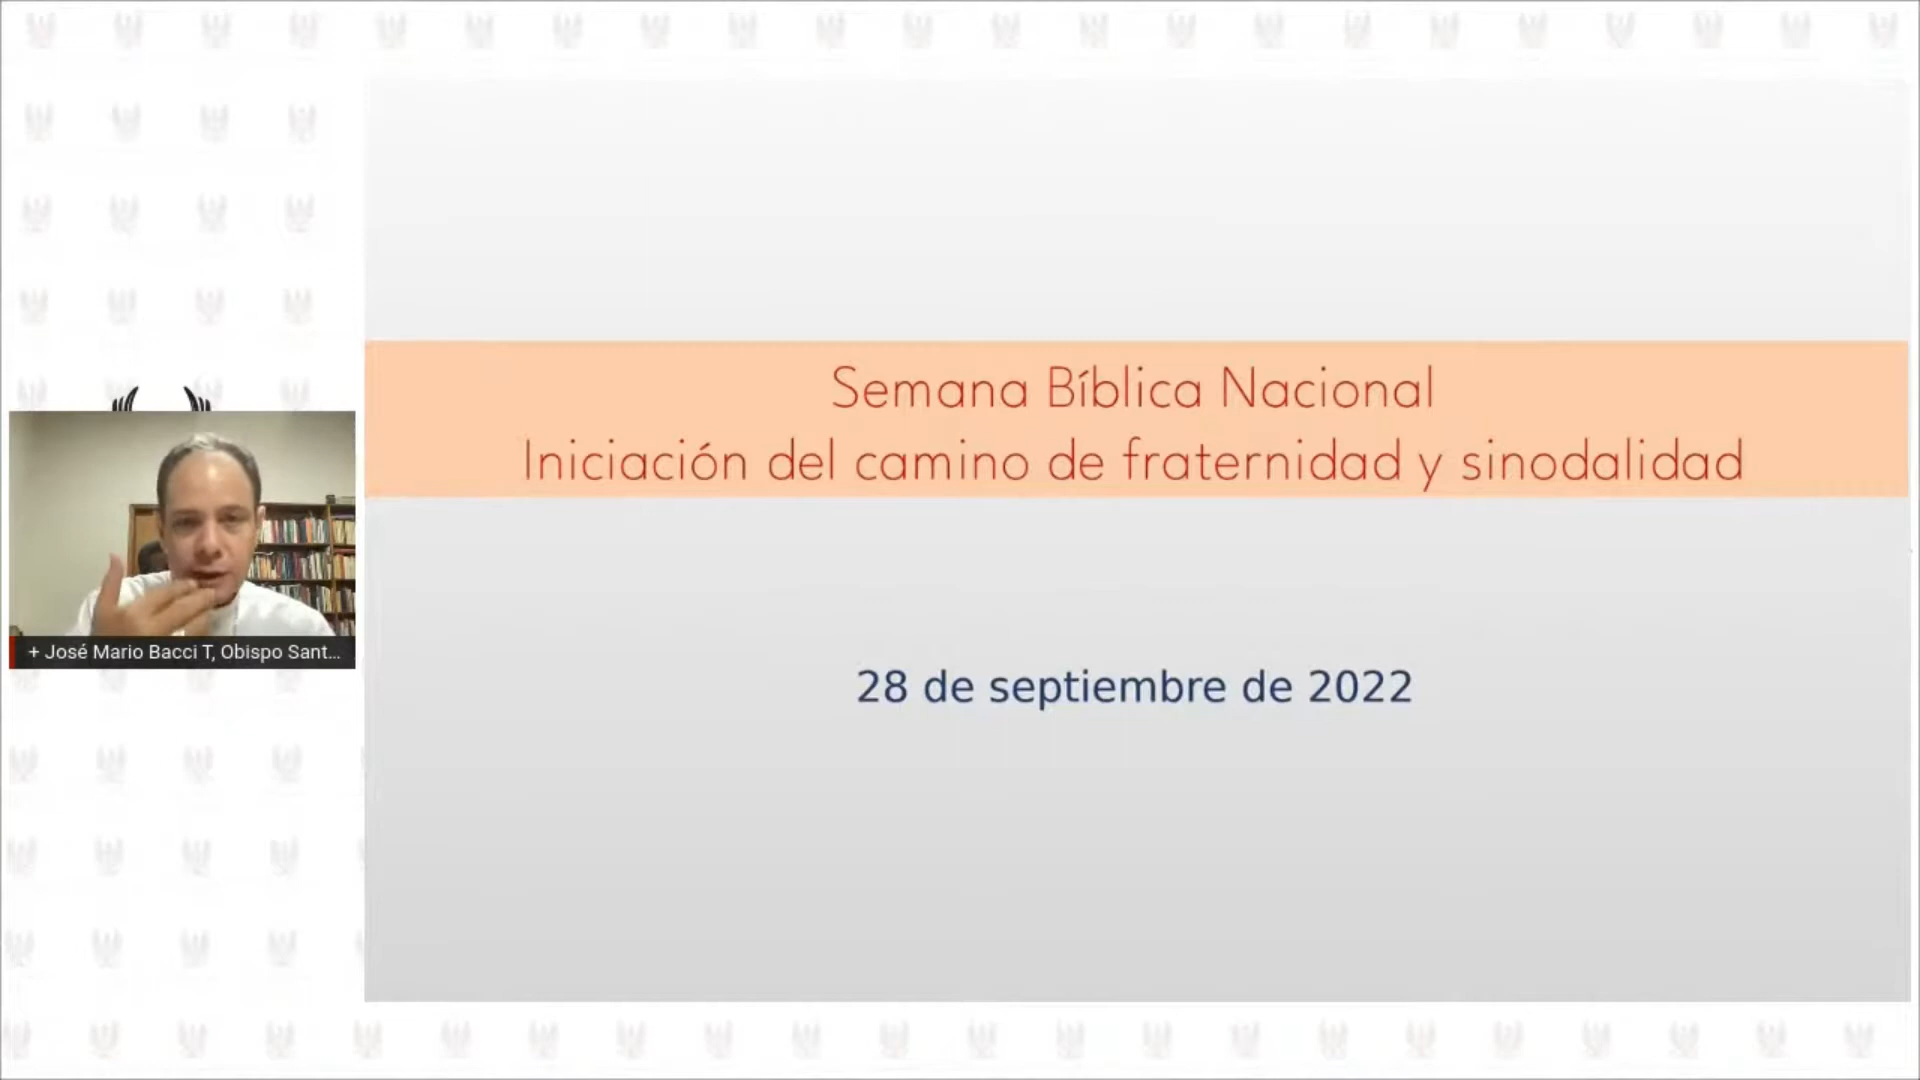 Semana Bíblica Nacional
Iniciación del camino de fraternidad y sinodalidad
+ José Mario Bacci T, Obispo Sant...
28 de septiembre de 2022